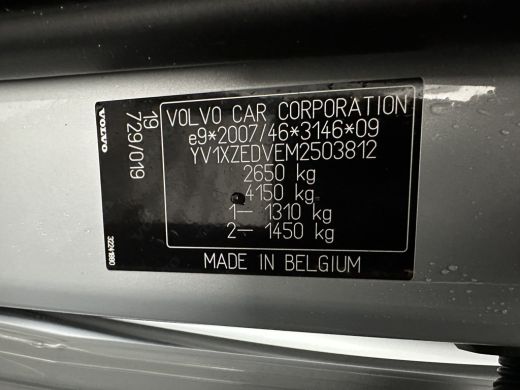 VOLVO CAR CORPORATION
e9*2007/46*3146*09
YV1XZEDVEM2503812
2650 kg
4150 kg
1— 1310 kg
2— 1450 kg
MADE IN BELGIUM
19
729/019
VOLVO